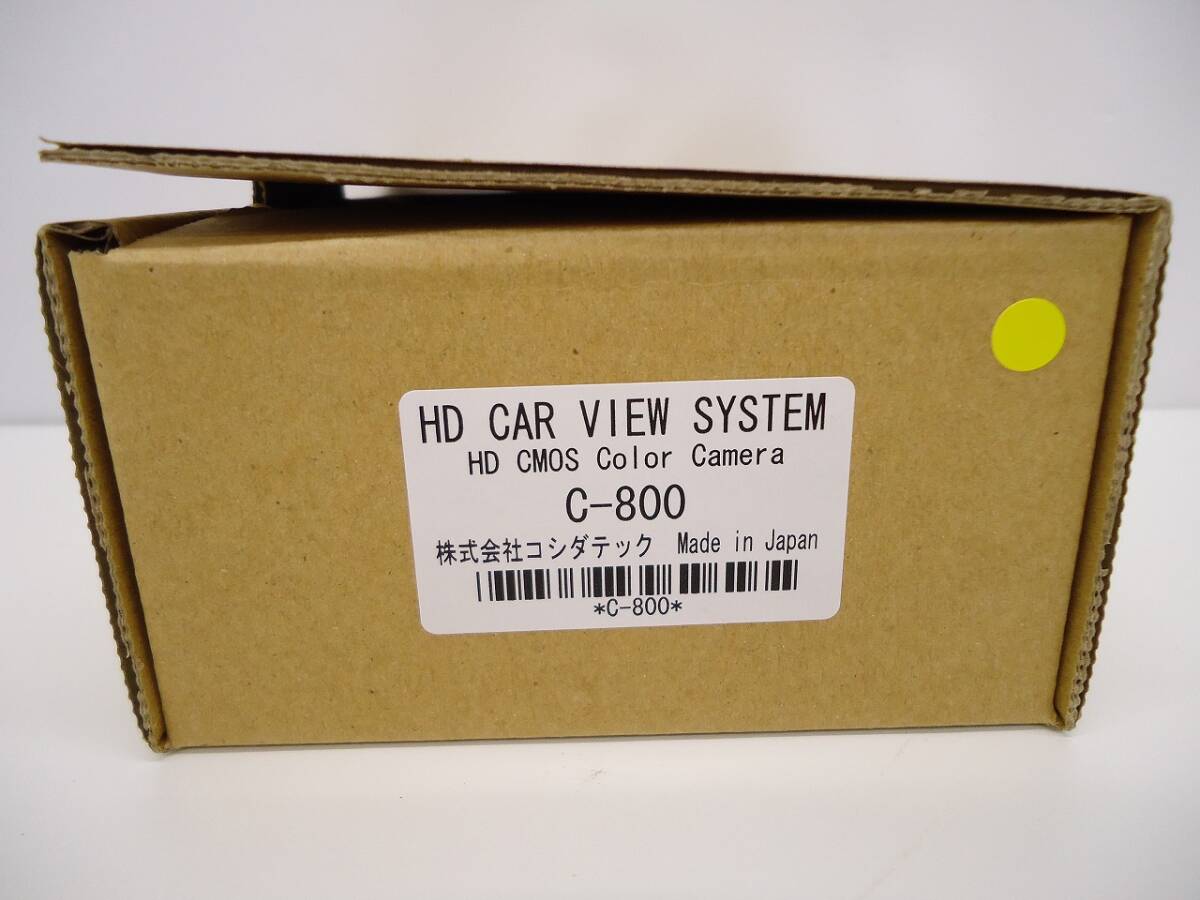 HD CAR VIEW SYSTEM
HD CMOS Color Camera
C-800
株式会社コシダテック Made in Japan
*C-800*